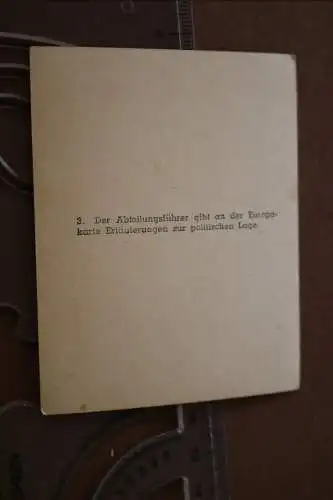 3. Der Abteilungsführer gibt an der Europa-
karte Erläuterungen zur politischen Lage.